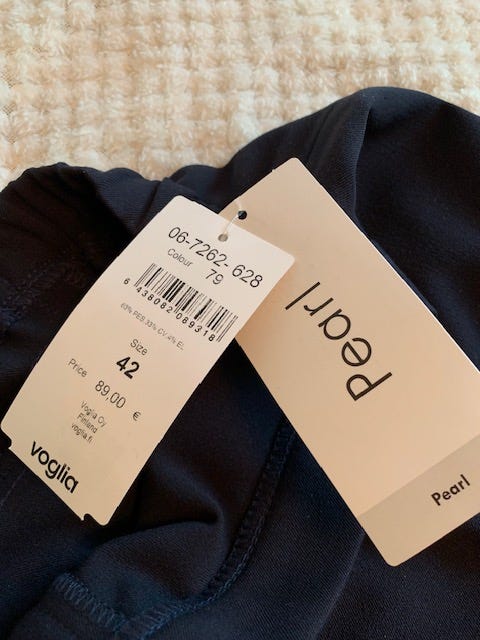 06-7262-628
Colour 79
6 438082 089318
63% PES 33% CV 4% EL
Size
42
Price 89,00 €
Voglia Oy
Finland
voglia.fi
voglia
Pearl
Pearl